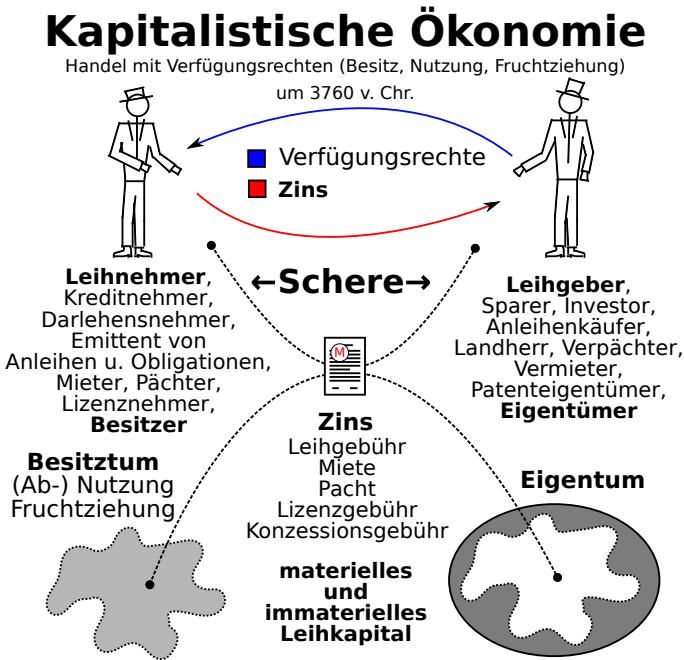 Kapitalistische Ökonomie
Handel mit Verfügungsrechten (Besitz, Nutzung, Fruchtziehung)
um 3760 v. Chr.
Verfügungsrechte
Zins
←Schere→
Leihnehmer,
Kreditnehmer,
Darlehensnehmer,
Emittent von
Anleihen u. Obligationen,
Mieter, Pächter,
Lizenznehmer,
Besitzer
Leihgeber,
Sparer, Investor,
Anleihenkäufer,
Landherr, Verpächter,
Vermieter,
Patenteigentümer,
Eigentümer
M
Zins
Leihgebühr
Miete
Pacht
Lizenzgebühr
Konzessionsgebühr
Besitztum
(Ab-) Nutzung
Fruchtziehung
Eigentum
materielles
und
immaterielles
Leihkapital